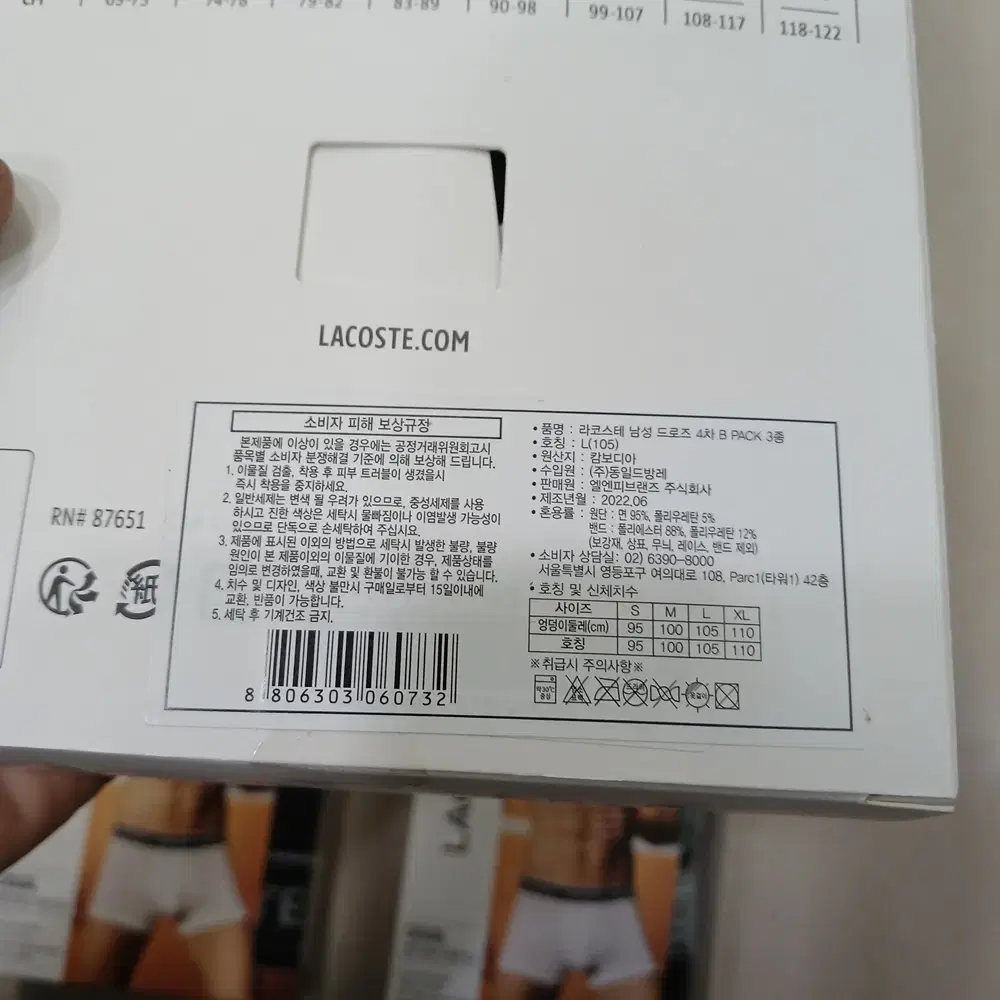 74-78 79-82 83-89 90-98 99-107 108-117 118-122
LACOSTE.COM
RN# 87651
소비자 피해 보상규정
본제품에 이상이 있을 경우에는 공정거래위원회고시
품목별 소비자 분쟁해결 기준에 의해 보상해 드립니다.
1. 이물질 검출, 착용 후 피부 트러블이 생겼을시
즉시 착용을 중지하세요.
2. 일반세제는 변색 될 우려가 있으므로, 중성세제를 사용
하시고 진한 색상은 세탁시 물빠짐이나 이염발생 가능성이
있으므로 단독으로 손세탁하여 주십시요.
3. 제품에 표시된 이외의 방법으로 세탁시 발생한 불량, 불량
원인이 본 제품이외의 이물질에 기이한 경우, 제품상태를
임의로 변경하였을때, 교환 및 환불이 불가능 할 수 있습니다.
4. 치수 및 디자인, 색상 불만시 구매일로부터 15일이내에
교환, 반품이 가능합니다.
5. 세탁 후 기계건조 금지.
8 806303 060732
• 품명 : 라코스테 남성 드로즈 4차 B PACK 3종
• 호칭 : L(105)
• 원산지 : 캄보디아
• 수입원 : (주)동일드방레
• 판매원 : 엘엔피브랜즈 주식회사
• 제조년월 : 2022.06
• 혼용률 : 원단 : 면 95%, 폴리우레탄 5%
밴드 : 폴리에스터 88%, 폴리우레탄 12%
(보강재, 상표, 무늬, 레이스, 밴드 제외)
• 소비자 상담실: 02) 6390-8000
서울특별시 영등포구 여의대로 108, Parc1(타워1) 42층
• 호칭 및 신체치수
사이즈 S M L XL
엉덩이둘레(cm) 95 100 105 110
호칭 95 100 105 110
※취급시 주의사항※
약30℃
중성